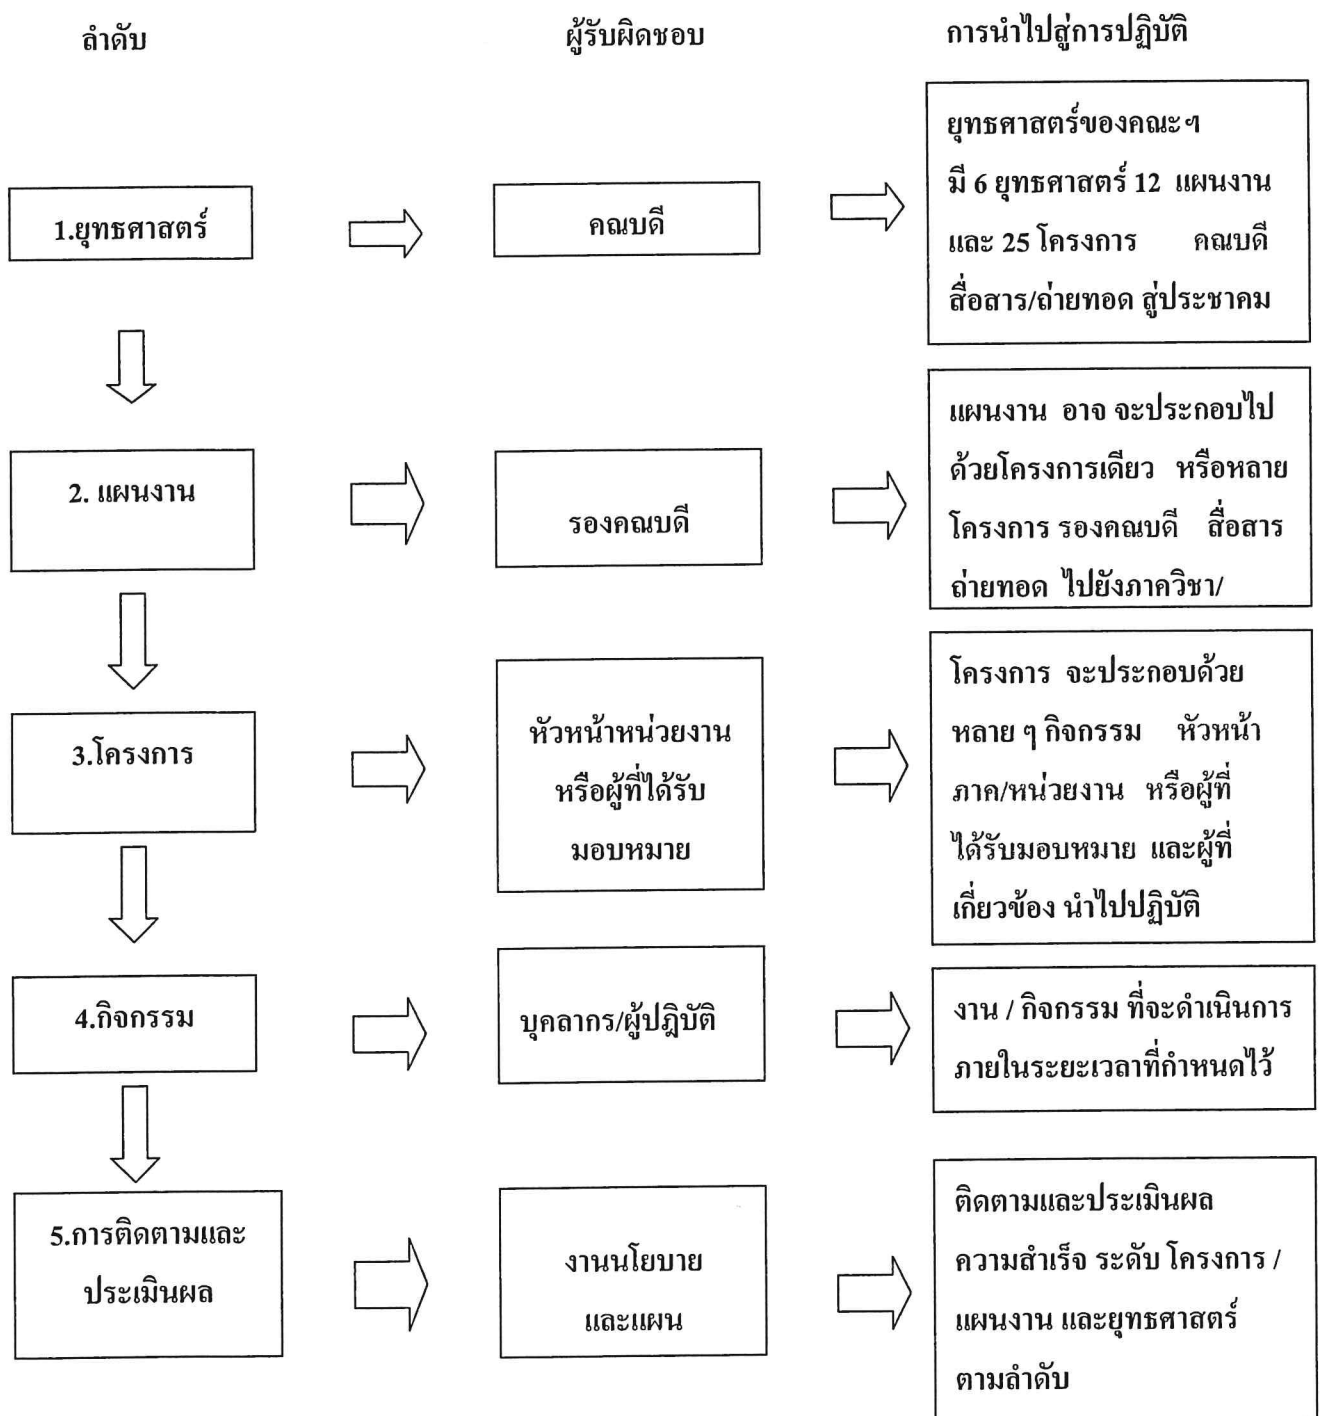 ลำดับ
ผู้รับผิดชอบ
การนำไปสู่การปฏิบัติ
1.ยุทธศาสตร์
คณบดี
ยุทธศาสตร์ของคณะฯ
มี 6 ยุทธศาสตร์ 12 แผนงาน
และ 25 โครงการ คณบดี
สื่อสาร/ถ่ายทอด สู่ประชาคม
2. แผนงาน
รองคณบดี
แผนงาน อาจ จะประกอบไป
ด้วยโครงการเดียว หรือหลาย
โครงการ รองคณบดี สื่อสาร
ถ่ายทอด ไปยังภาควิชา/
3.โครงการ
หัวหน้าหน่วยงาน
หรือผู้ที่ได้รับ
มอบหมาย
โครงการ จะประกอบด้วย
หลาย ๆ กิจกรรม หัวหน้า
ภาค/หน่วยงาน หรือผู้ที่
ได้รับมอบหมาย และผู้ที่
เกี่ยวข้อง นำไปปฏิบัติ
4.กิจกรรม
บุคลากร/ผู้ปฎิบัติ
งาน / กิจกรรม ที่จะดำเนินการ
ภายในระยะเวลาที่กำหนดไว้
5.การติดตามและ
ประเมินผล
งานนโยบาย
และแผน
ติดตามและประเมินผล
ความสำเร็จ ระดับ โครงการ /
แผนงาน และยุทธศาสตร์
ตามลำดับ